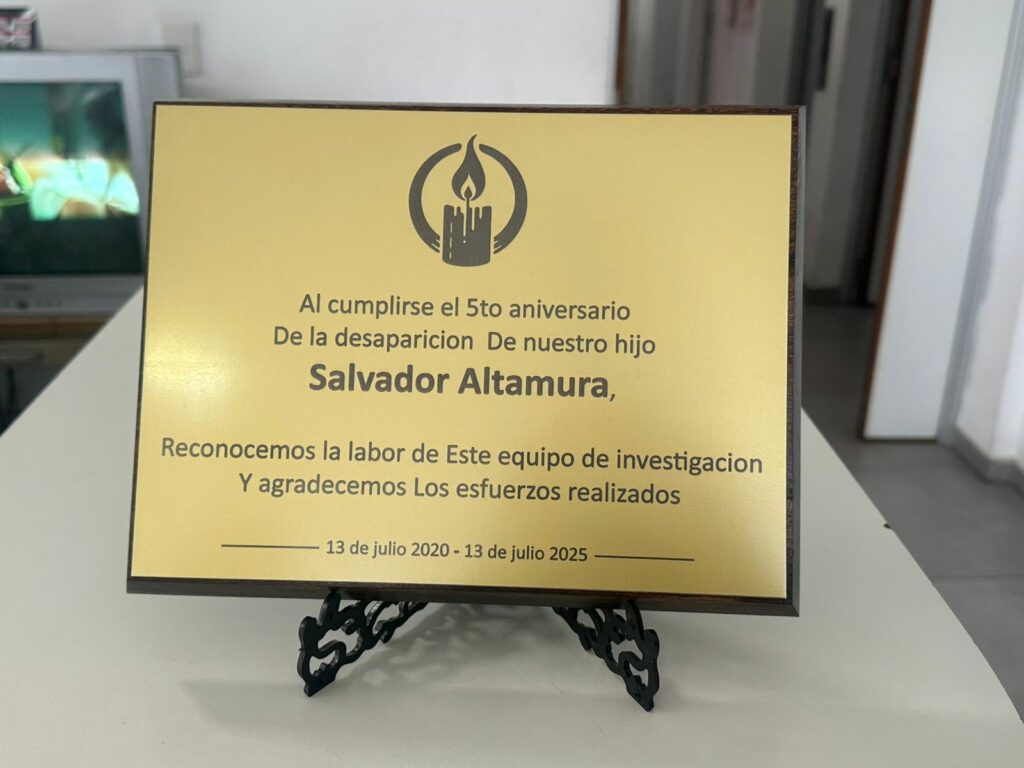 Al cumplirse el 5to aniversario
De la desaparicion De nuestro hijo
Salvador Altamura,
Reconocemos la labor de Este equipo de investigacion
Y agradecemos Los esfuerzos realizados
13 de julio 2020 - 13 de julio 2025